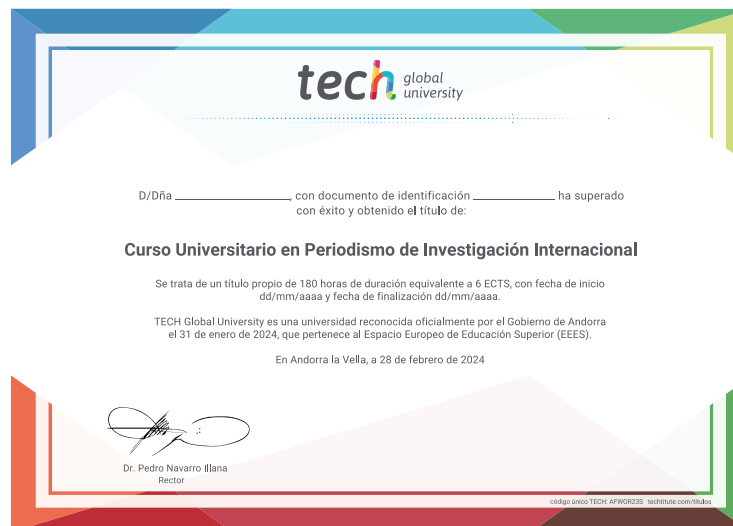 tech global university
D/Dña ____________________, con documento de identificación ______________ ha superado
con éxito y obtenido el título de:
Curso Universitario en Periodismo de Investigación Internacional
Se trata de un título propio de 180 horas de duración equivalente a 6 ECTS, con fecha de inicio
dd/mm/aaaa y fecha de finalización dd/mm/aaaa.
TECH Global University es una universidad reconocida oficialmente por el Gobierno de Andorra
el 31 de enero de 2024, que pertenece al Espacio Europeo de Educación Superior (EEES).
En Andorra la Vella, a 28 de febrero de 2024
Dr. Pedro Navarro Illana
Rector
código único TECH: AFWOR23S techtitute.com/titulos